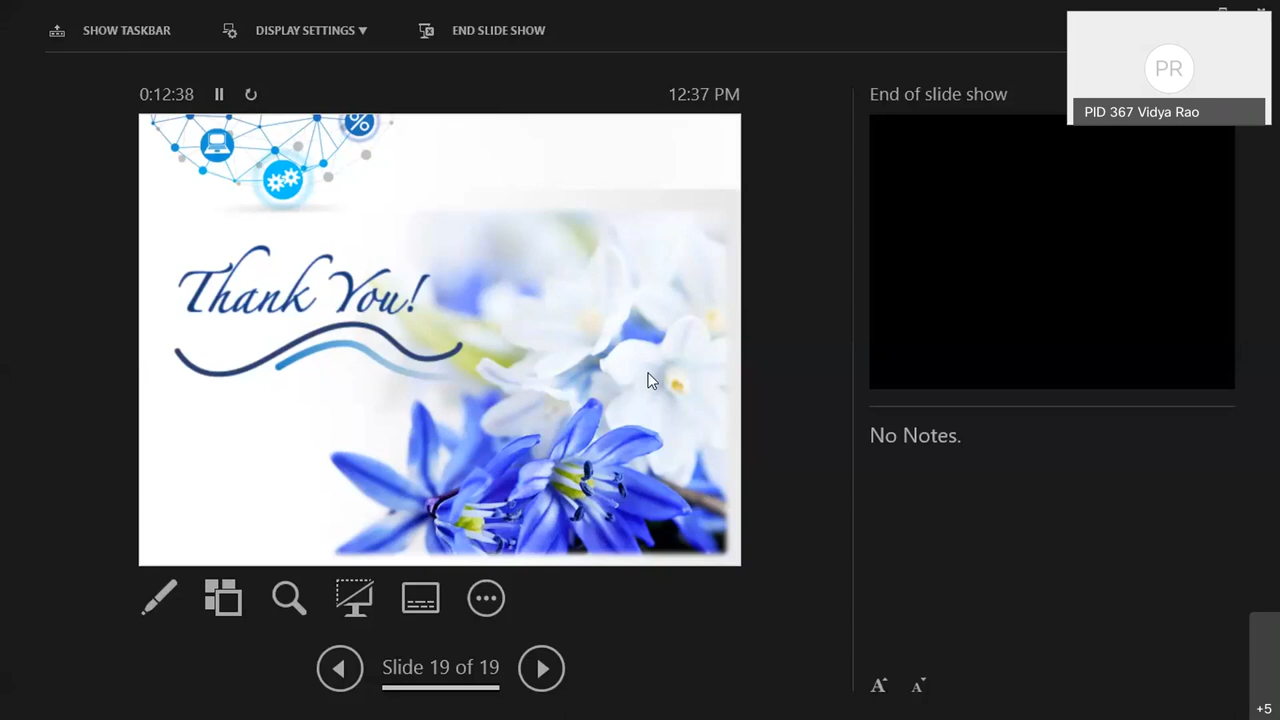 SHOW TASKBAR
DISPLAY SETTINGS ▼
END SLIDE SHOW
PR
PID 367 Vidya Rao
0:12:38
12:37 PM
End of slide show
%
Thank You!
No Notes.
Slide 19 of 19
A A
+5